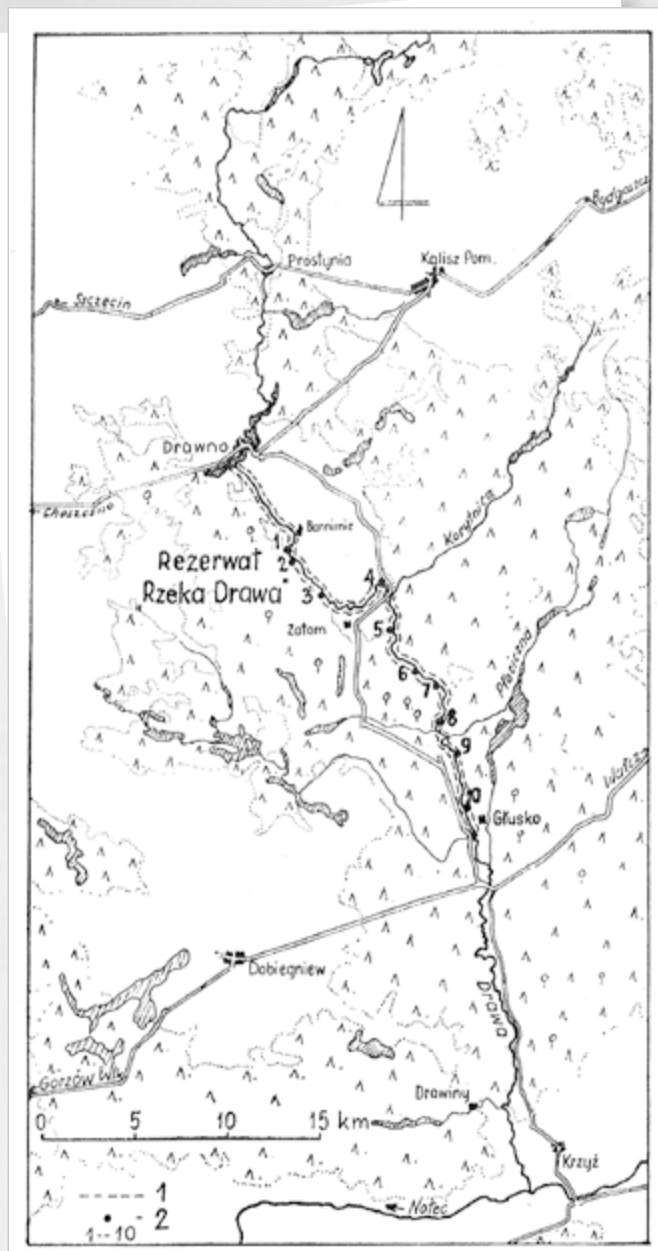 Bydgoszcz
Prostynia
Kalisz Pom.
Szczecin
Drawno
Choszczno
Korytnica
Barnimie
1
2
Rezerwat
Rzeka Drawa"
3
4
Zatom
5
Płociczna
6
7
8
9
10
Wałcz
Głusko
Dobiegniew
Drawa
Gorzów Wlk.
Drawiny
0 5 10 15 km
Krzyż
1
Noteć
1--10 2